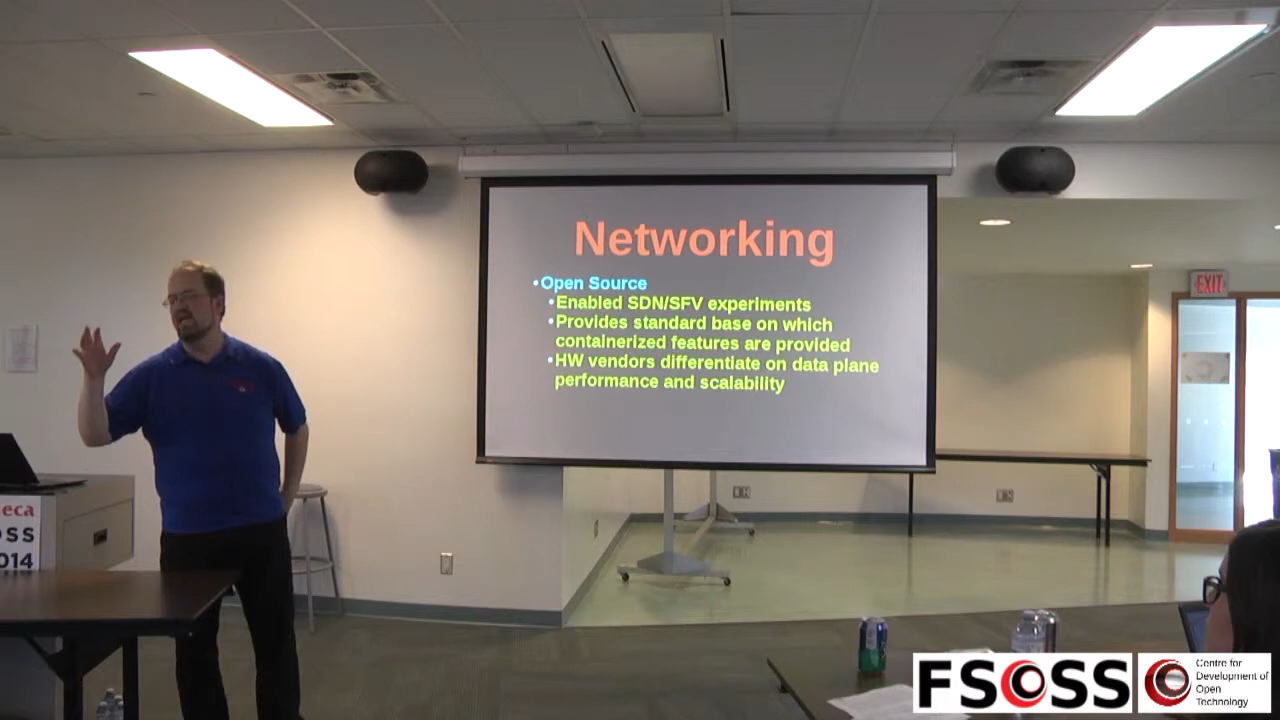 Networking
•Open Source
•Enabled SDN/SFV experiments
•Provides standard base on which
containerized features are provided
•HW vendors differentiate on data plane
performance and scalability
EXIT
eca
OSS
014
FSOSS
Centre for
Development of
Open
Technology